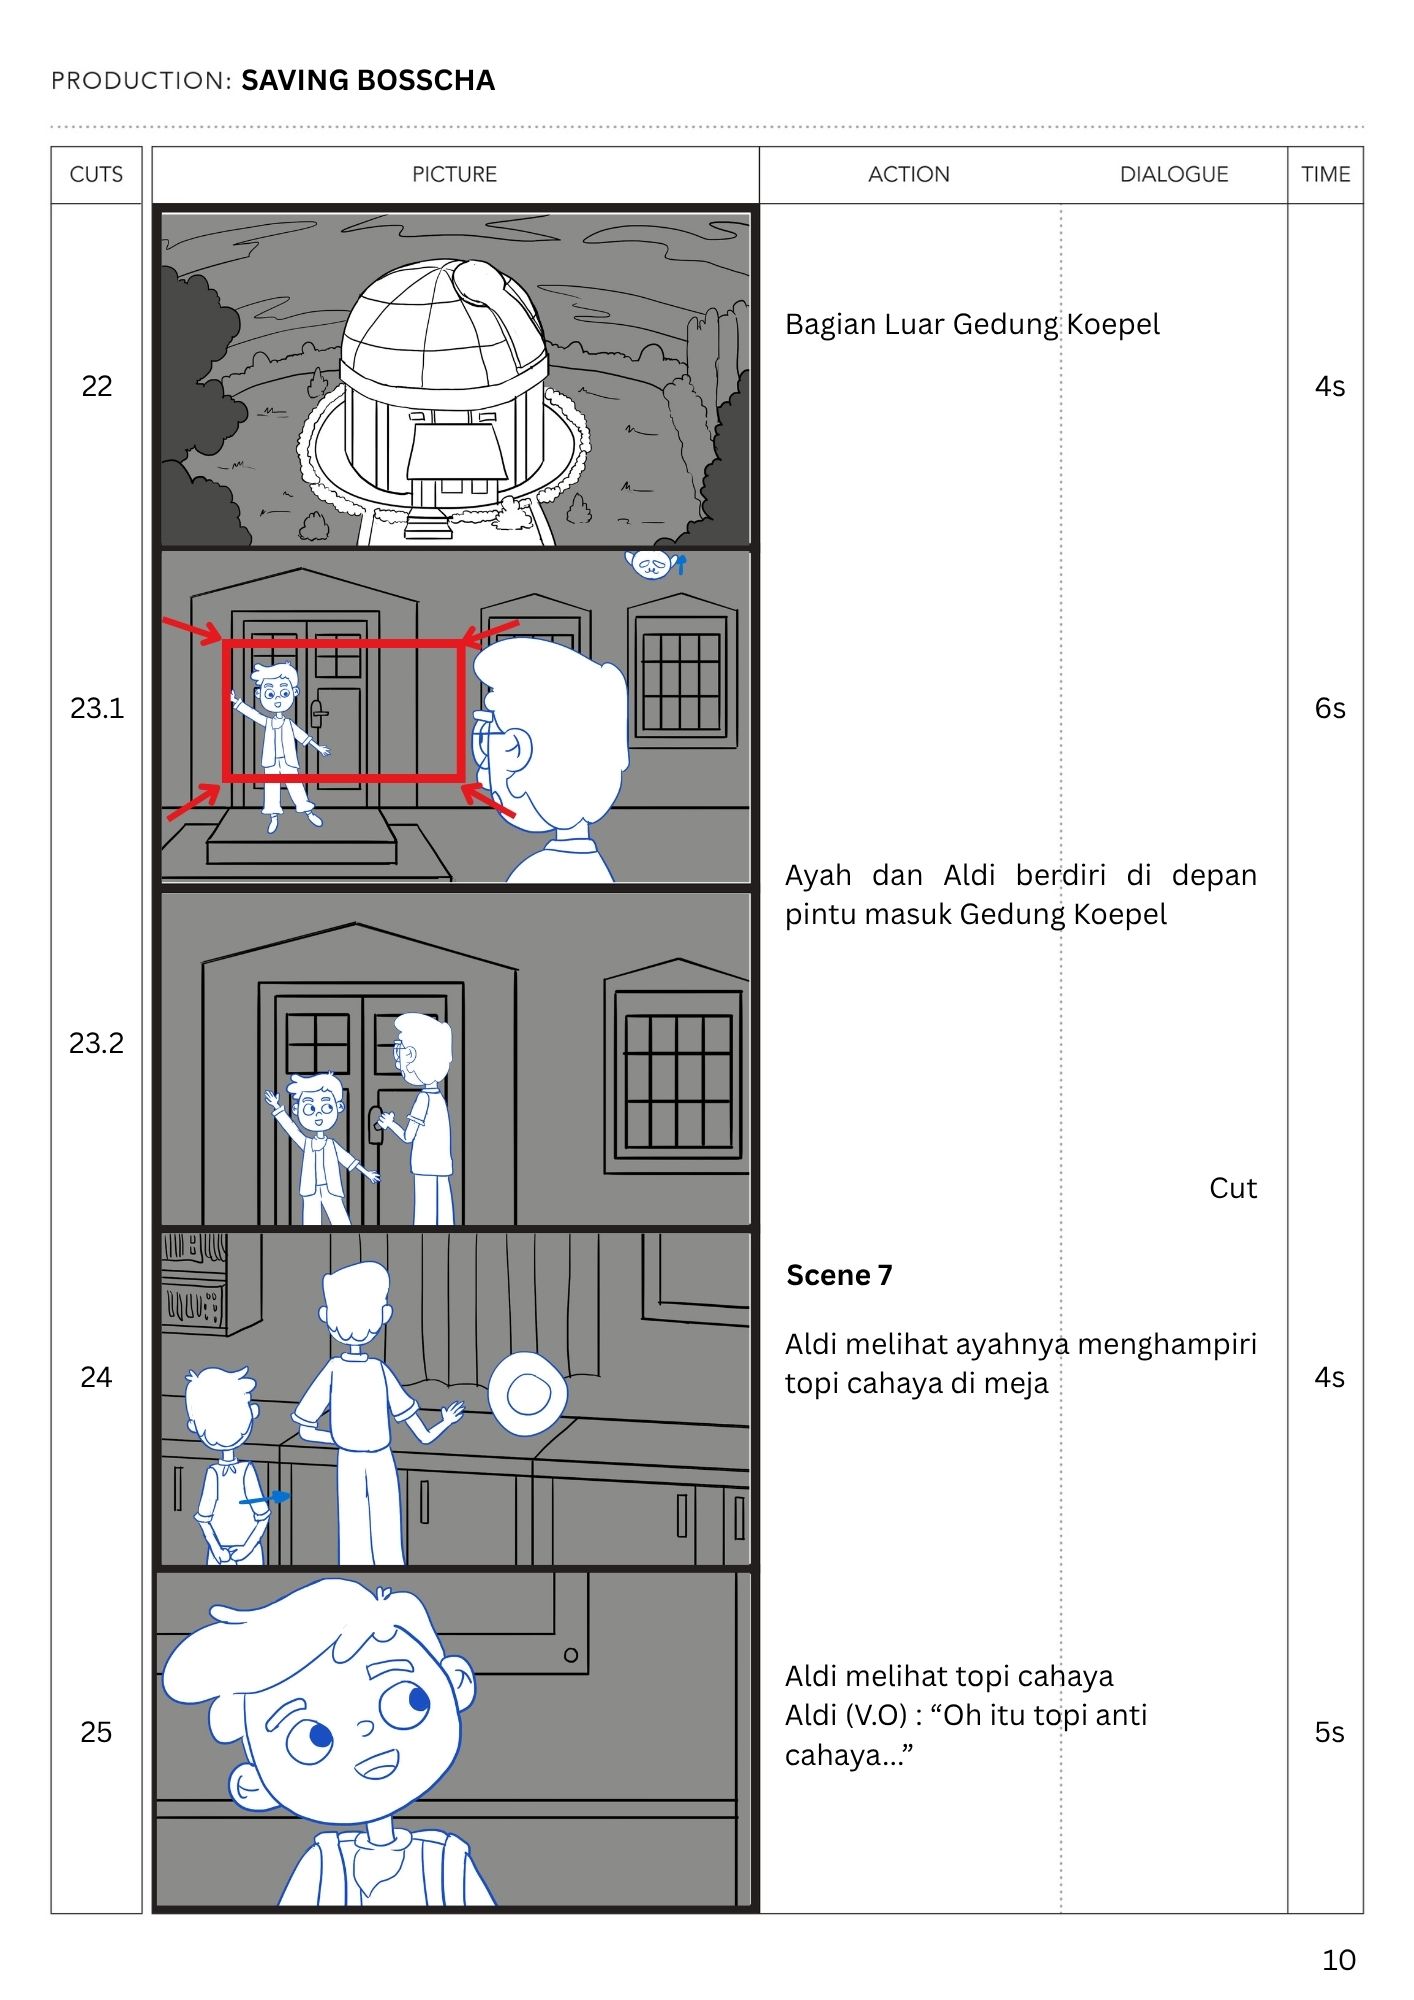 PRODUCTION: SAVING BOSSCHA
CUTS PICTURE ACTION DIALOGUE TIME
22 Bagian Luar Gedung Koepel 4s
23.1 6s
Ayah dan Aldi berdiri di depan
pintu masuk Gedung Koepel
23.2
Cut
Scene 7
Aldi melihat ayahnya menghampiri
topi cahaya di meja
24 4s
Aldi melihat topi cahaya
Aldi (V.O) : “Oh itu topi anti
cahaya...”
25 5s
10